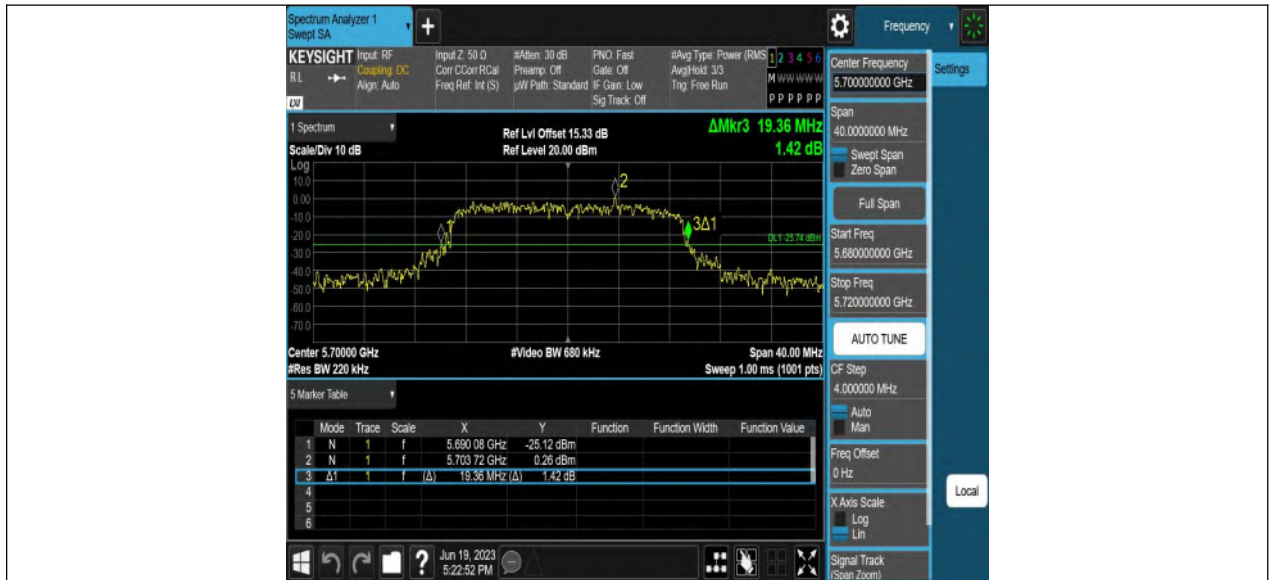 Spectrum Analyzer 1
Swept SA
+
Frequency
KEYSIGHT
RL
LXI
Input: RF
Coupling: DC
Align: Auto
Input Z: 50 Ω
Corr CCorr RCal
Freq Ref: Int (S)
#Atten: 30 dB
Preamp: Off
µW Path: Standard
PNO: Fast
Gate: Off
IF Gain: Low
Sig Track: Off
#Avg Type: Power (RMS
Avg|Hold: 3/3
Trig: Free Run
1 2 3 4 5 6
M W W W W W
P P P P P P
1 Spectrum
Scale/Div 10 dB
Ref Lvl Offset 15.33 dB
Ref Level 20.00 dBm
ΔMkr3 19.36 MHz
1.42 dB
Log
10.0
0.00
-10.0
-20.0
-30.0
-40.0
-50.0
-60.0
-70.0
2
3Δ1
DL1 -25.74 dBm
Center 5.70000 GHz
#Res BW 220 kHz
#Video BW 680 kHz
Span 40.00 MHz
Sweep 1.00 ms (1001 pts)
5 Marker Table
Mode Trace Scale X Y Function Function Width Function Value
1 N 1 f 5.690 08 GHz -25.12 dBm
2 N 1 f 5.703 72 GHz 0.26 dBm
3 Δ1 1 f (Δ) 19.36 MHz (Δ) 1.42 dB
4
5
6
?
Jun 19, 2023
5:22:52 PM
Center Frequency
5.700000000 GHz
Settings
Span
40.0000000 MHz
Swept Span
Zero Span
Full Span
Start Freq
5.680000000 GHz
Stop Freq
5.720000000 GHz
AUTO TUNE
CF Step
4.000000 MHz
Auto
Man
Freq Offset
0 Hz
X Axis Scale
Log
Lin
Local
Signal Track
(Span Zoom)